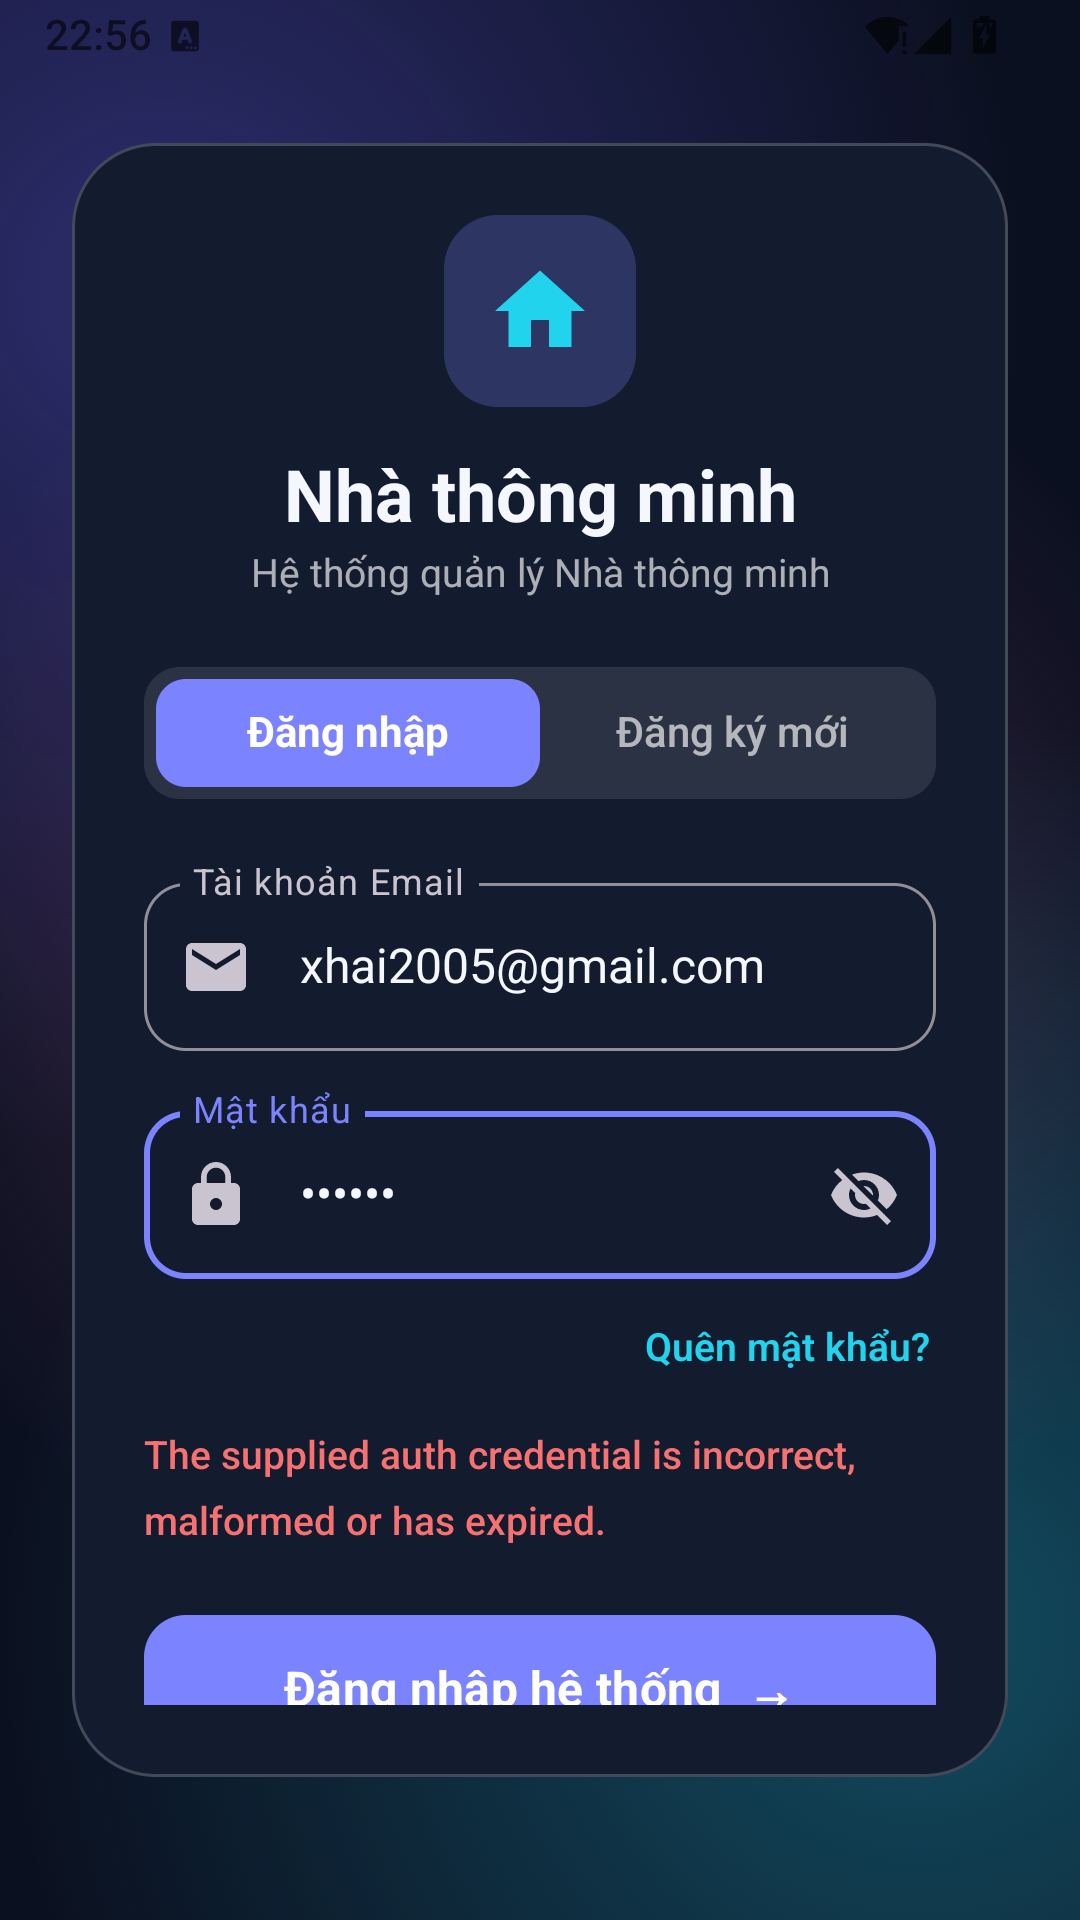 22:56
Nhà thông minh
Hệ thống quản lý Nhà thông minh
Đăng nhập
Đăng ký mới
Tài khoản Email
xhai2005@gmail.com
Mật khẩu
••••••
Quên mật khẩu?
The supplied auth credential is incorrect,
malformed or has expired.
Đăng nhập hệ thống →